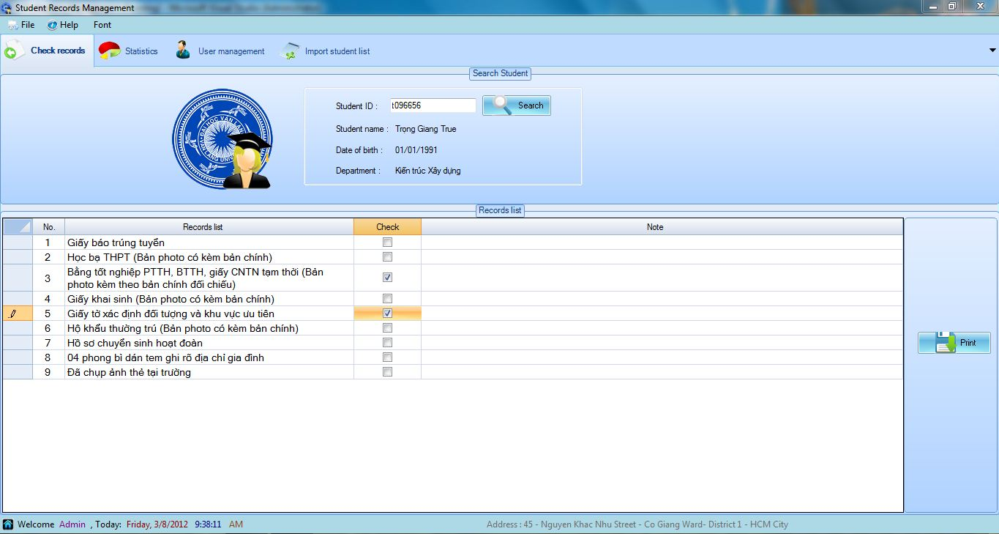 Student Records Management
File Help Font
Check records Statistics User management Import student list
Search Student
ĐẠI HỌC VĂN LANG
VAN LANG UNI
Student ID : t096656 Search
Student name : Trọng Giang True
Date of birth : 01/01/1991
Department : Kiến trúc Xây dựng
Records list
No. Records list Check Note
1 Giấy báo trúng tuyển
2 Học bạ THPT (Bản photo có kèm bản chính)
3 Bằng tốt nghiệp PTTH, BTTH, giấy CNTN tạm thời (Bản
photo kèm theo bản chính đối chiếu)
4 Giấy khai sinh (Bản photo có kèm bản chính)
5 Giấy tờ xác định đối tượng và khu vực ưu tiên
6 Hộ khẩu thường trú (Bản photo có kèm bản chính)
7 Hồ sơ chuyển sinh hoạt đoàn
8 04 phong bì dán tem ghi rõ địa chỉ gia đình
9 Đã chụp ảnh thẻ tại trường
Print
Welcome Admin , Today: Friday, 3/8/2012 9:38:11 AM
Address : 45 - Nguyen Khac Nhu Street - Co Giang Ward- District 1 - HCM City